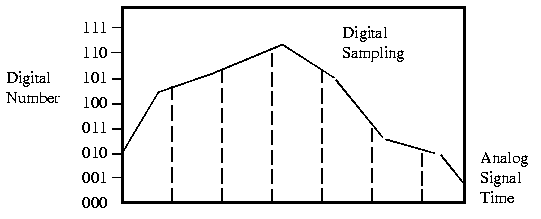 111
110
101
100
011
010
001
000
Digital
Number
Digital
Sampling
Analog
Signal
Time